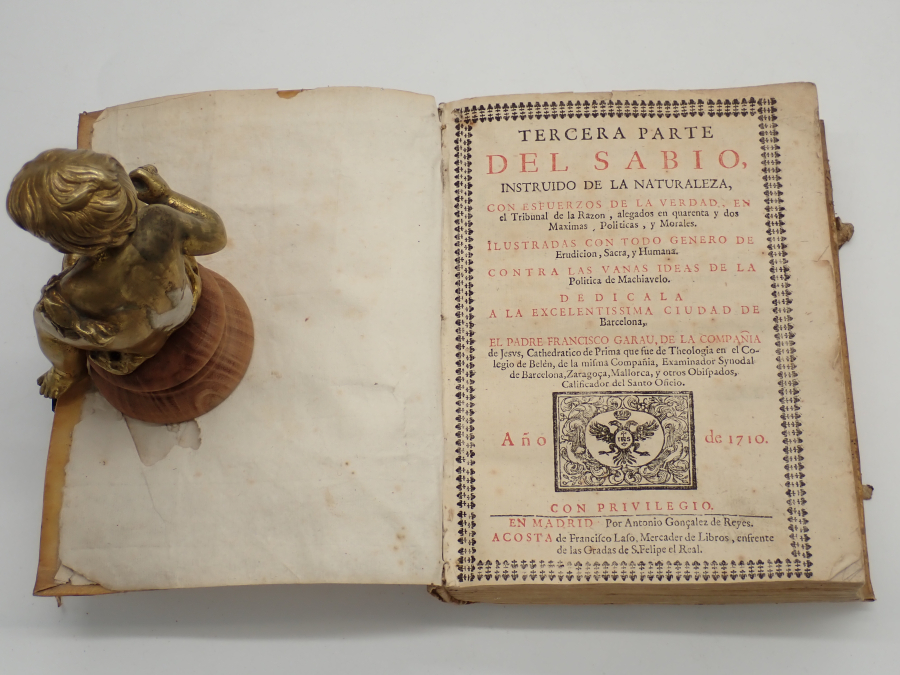 TERCERA PARTE
DEL SABIO,
INSTRUIDO DE LA NATURALEZA,
CON ESFUERZOS DE LA VERDAD, EN
el Tribunal de la Razon, alegados en quarenta y dos
Maximas, Politicas, y Morales.
ILUSTRADAS CON TODO GENERO DE
Erudicion, Sacra, y Humana.
CONTRA LAS VANAS IDEAS DE LA
Politica de Machiavelo.
DEDICALA
A LA EXCELENTISSIMA CIUDAD DE
Barcelona,
EL PADRE FRANCISCO GARAU, DE LA COMPAÑIA
de Jesvs, Cathedratico de Prima que fue de Theologia en el Co-
legio de Belén, de la misma Compañia, Examinador Synodal
de Barcelona, Zaragoça, Mallorca, y otros Obispados,
Calificador del Santo Oficio.
Año de 1710.
CON PRIVILEGIO.
EN MADRID Por Antonio Gonçalez de Reyes.
ACOSTA de Francisco Laso, Mercader de Libros, enfrente
de las Gradas de S. Felipe el Real.